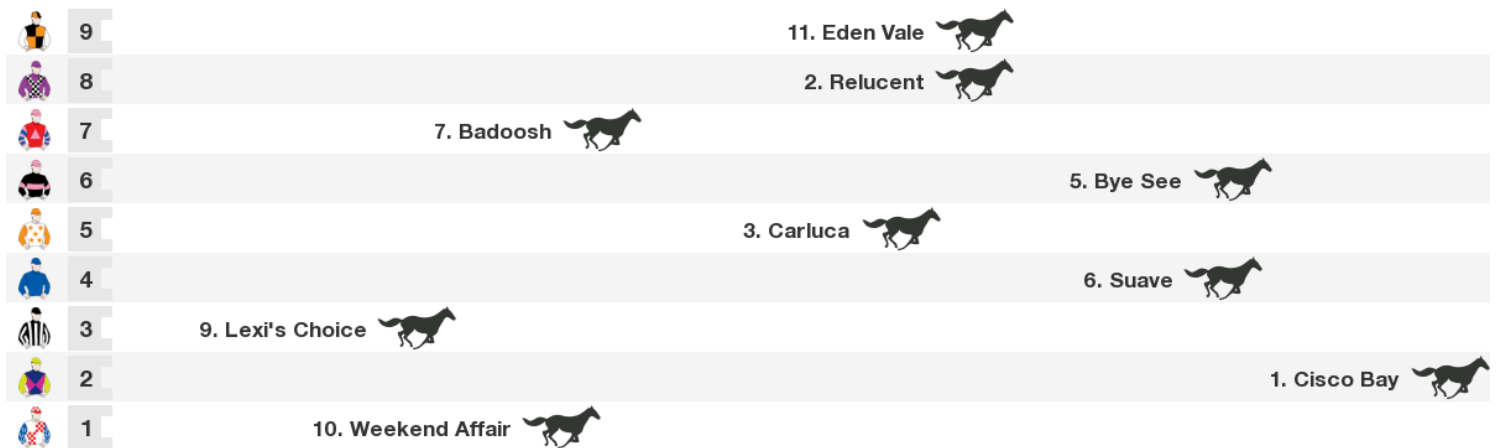 9 11. Eden Vale
8 2. Relucent
7 7. Badoosh
6 5. Bye See
5 3. Carluca
4 6. Suave
3 9. Lexi's Choice
2 1. Cisco Bay
1 10. Weekend Affair